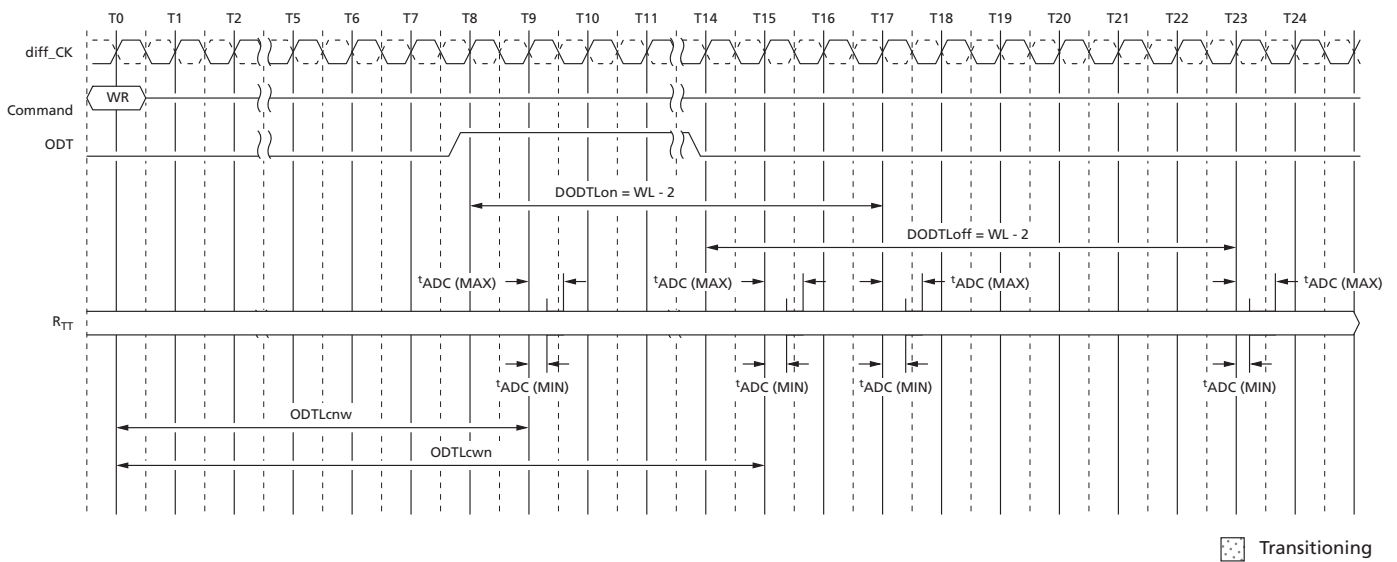 T0 T1 T2 T5 T6 T7 T8 T9 T10 T11 T14 T15 T16 T17 T18 T19 T20 T21 T22 T23 T24
diff_CK
WR
Command
ODT
DODTLon = WL - 2
DODTLoff = WL - 2
tADC (MAX) tADC (MAX) tADC (MAX) tADC (MAX)
RTT
tADC (MIN) tADC (MIN) tADC (MIN) tADC (MIN)
ODTLcnw
ODTLcwn
Transitioning